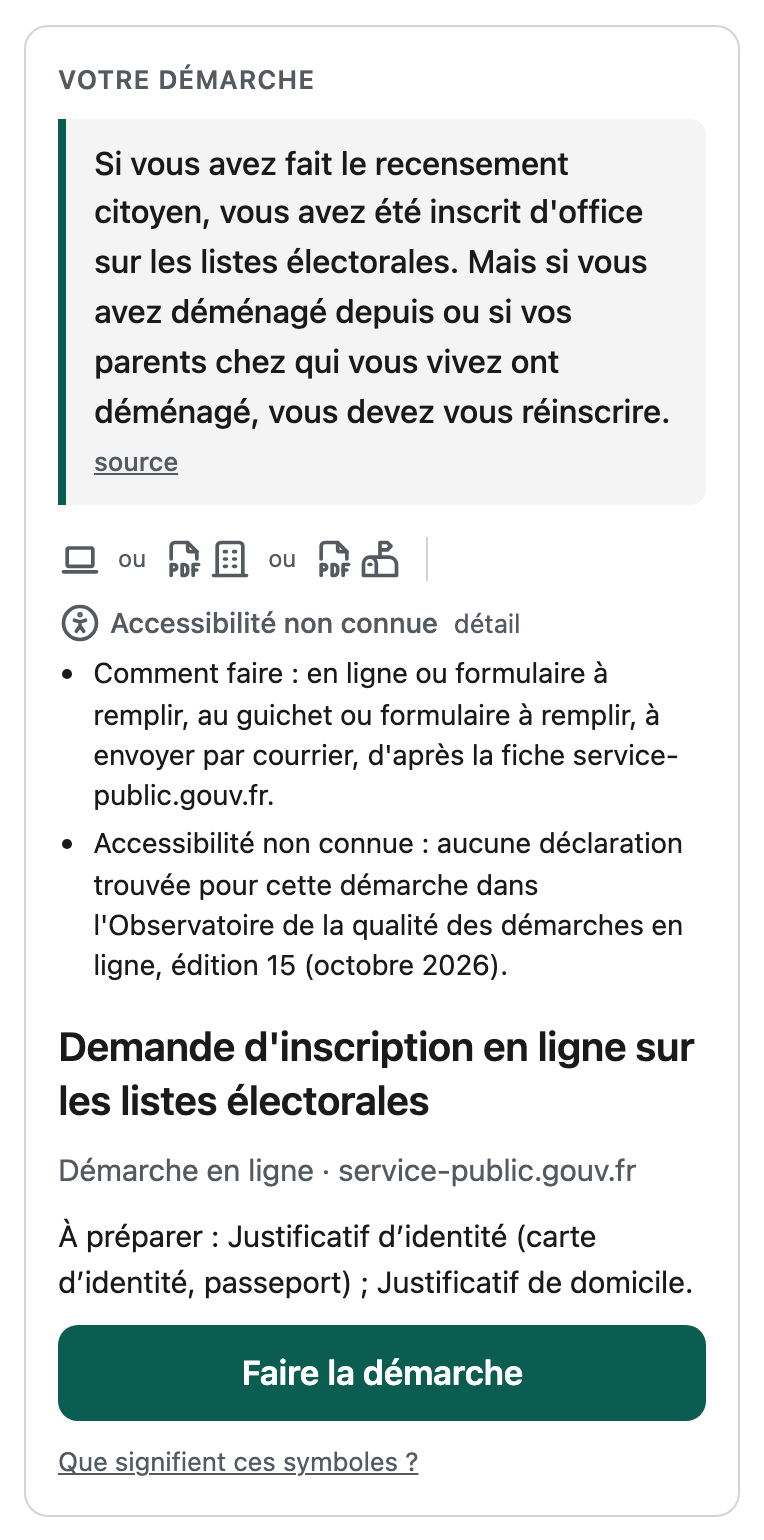 VOTRE DÉMARCHE
Si vous avez fait le recensement
citoyen, vous avez été inscrit d'office
sur les listes électorales. Mais si vous
avez déménagé depuis ou si vos
parents chez qui vous vivez ont
déménagé, vous devez vous réinscrire.
source
ou PDF ou PDF
Accessibilité non connue détail
• Comment faire : en ligne ou formulaire à
remplir, au guichet ou formulaire à remplir, à
envoyer par courrier, d'après la fiche service-
public.gouv.fr.
• Accessibilité non connue : aucune déclaration
trouvée pour cette démarche dans
l'Observatoire de la qualité des démarches en
ligne, édition 15 (octobre 2026).
Demande d'inscription en ligne sur
les listes électorales
Démarche en ligne · service-public.gouv.fr
À préparer : Justificatif d’identité (carte
d’identité, passeport) ; Justificatif de domicile.
Faire la démarche
Que signifient ces symboles ?